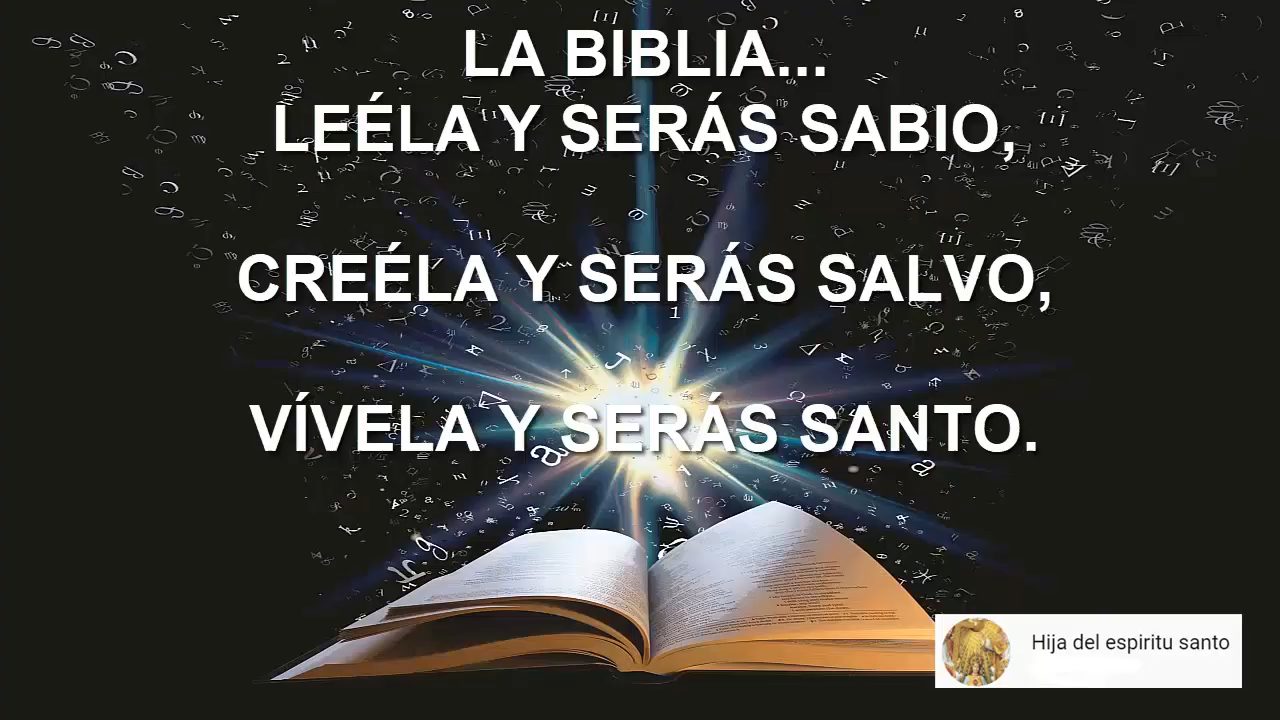 LA BIBLIA...
LEÉLA Y SERÁS SABIO,
CREÉLA Y SERÁS SALVO,
VÍVELA Y SERÁS SANTO.
Hija del espiritu santo